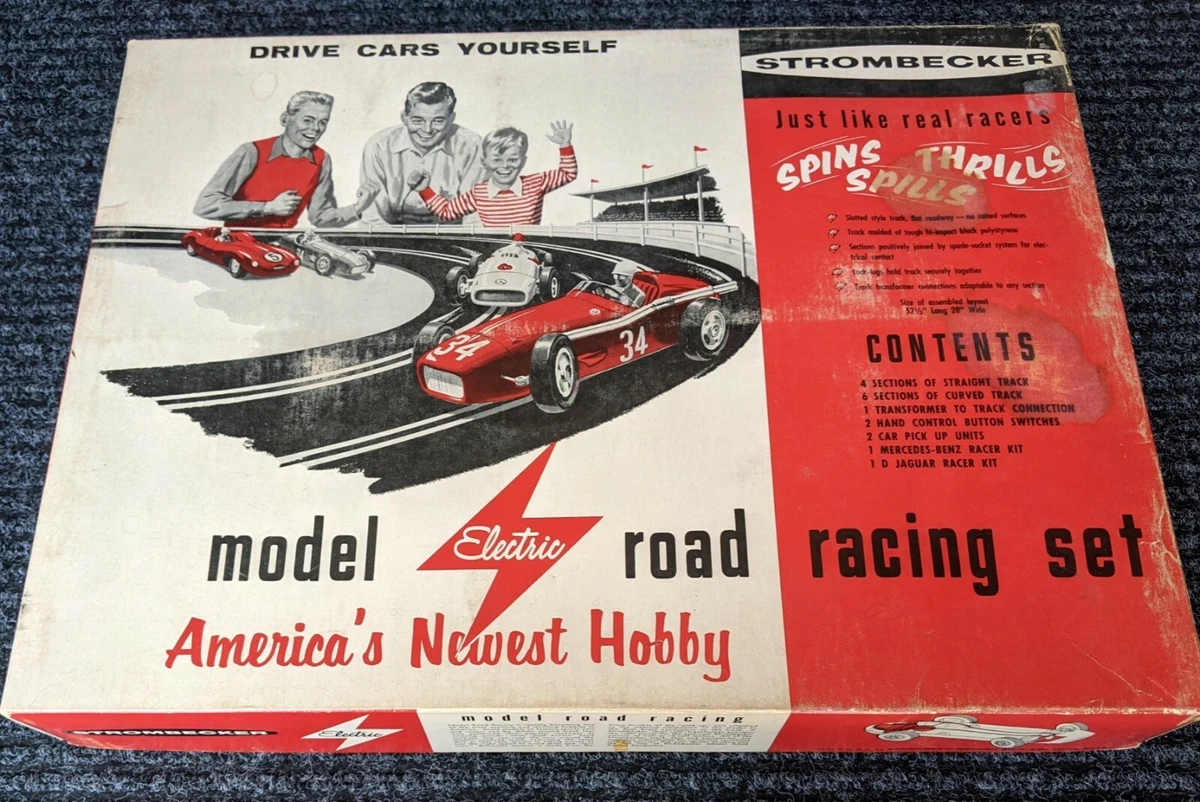 DRIVE CARS YOURSELF
STROMBECKER
Just like real racers
SPINS THRILLS
SPILLS
Slotted style track, flat roadway — no raised surfaces
Track molded of tough hi-impact black polystyrene
Sections positively joined by spade-socket system for elec-
trical contact
Lock-lugs hold track securely together
Track transformer connections adaptable to any section
Size of assembled layout
52½" Long 28" Wide
CONTENTS
4 SECTIONS OF STRAIGHT TRACK
6 SECTIONS OF CURVED TRACK
1 TRANSFORMER TO TRACK CONNECTION
2 HAND CONTROL BUTTON SWITCHES
2 CAR PICK UP UNITS
1 MERCEDES-BENZ RACER KIT
1 D JAGUAR RACER KIT
5
34
34
model Electric road racing set
America's Newest Hobby
STROMBECKER
Electric
model road racing